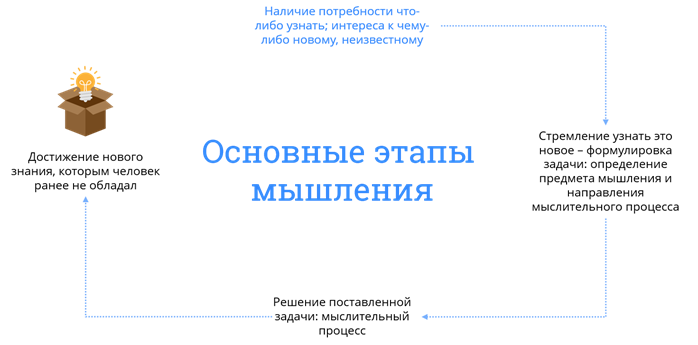 Наличие потребности что-
либо узнать; интереса к чему-
либо новому, неизвестному
Стремление узнать это
новое – формулировка
задачи: определение
предмета мышления и
направления
мыслительного процесса
Основные этапы
мышления
Достижение нового
знания, которым человек
ранее не обладал
Решение поставленной
задачи: мыслительный
процесс